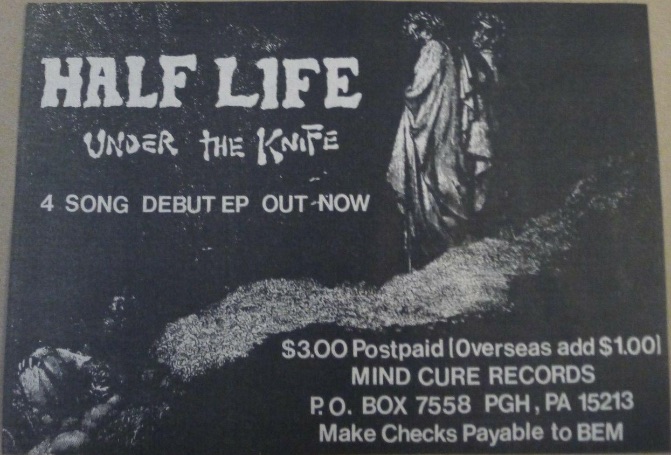 HALF LIFE
UNDER THE KNIFE
4 SONG DEBUT EP OUT NOW
$3.00 Postpaid (Overseas add $1.00)
MIND CURE RECORDS
P.O. BOX 7558 PGH, PA 15213
Make Checks Payable to BEM